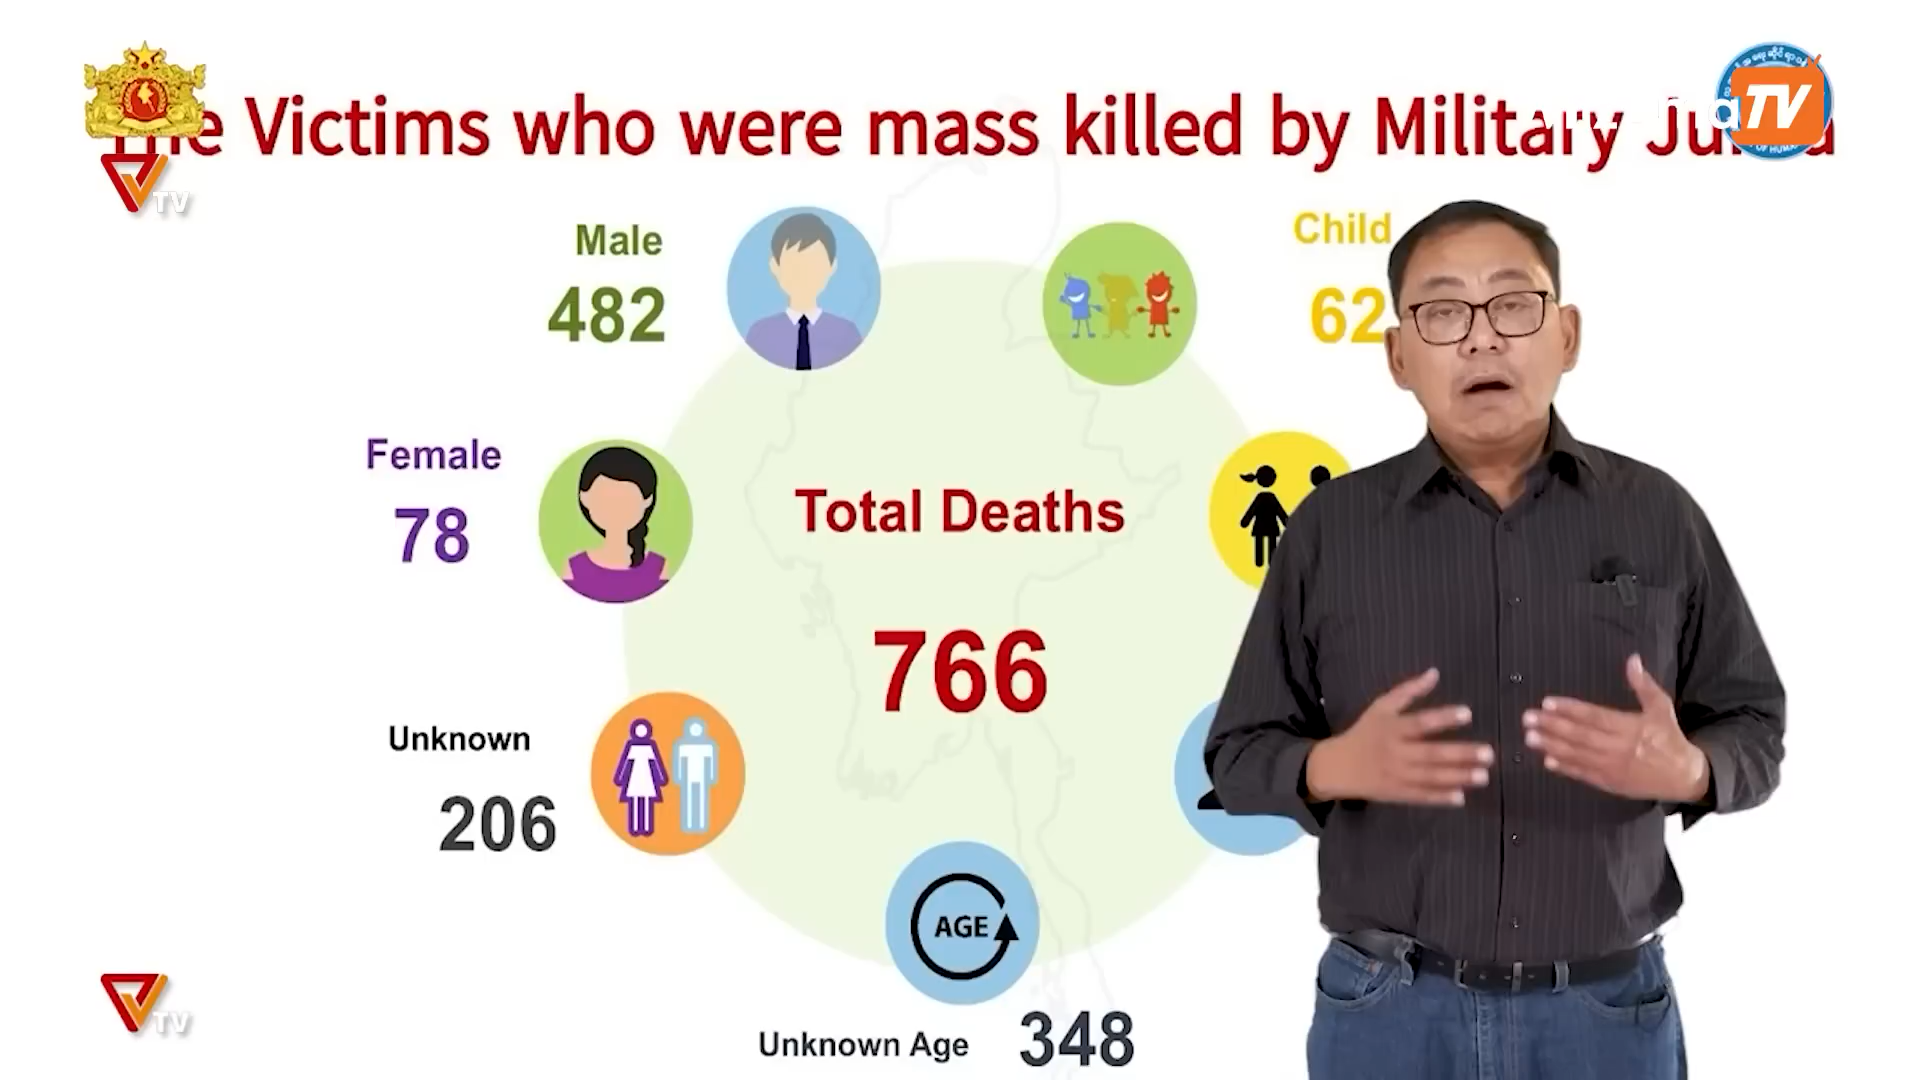 Victims who were mass killed by Military
TV
TV
Male
482
Child
62
Female
78
Total Deaths
766
Unknown
206
AGE
Unknown Age 348
TV